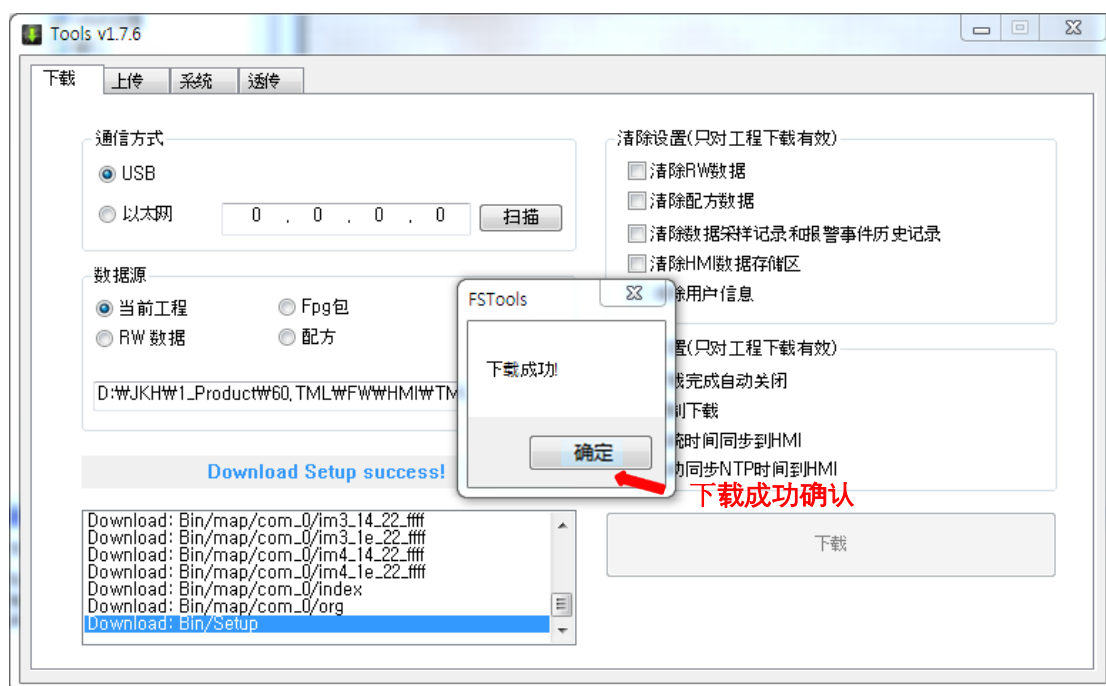 Tools v1.7.6
下载 上传 系统 透传
通信方式
USB
以太网 0 . 0 . 0 . 0 扫描
数据源
当前工程 Fpg包
RW 数据 配方
D:₩JKH₩1_Product₩60, TML₩FW₩HMI₩TM
Download Setup success!
Download: Bin/map/com_0/im3_14_22_ffff
Download: Bin/map/com_0/im3_1e_22_ffff
Download: Bin/map/com_0/im4_14_22_ffff
Download: Bin/map/com_0/im4_1e_22_ffff
Download: Bin/map/com_0/index
Download: Bin/map/com_0/org
Download: Bin/Setup
清除设置(只对工程下载有效)
清除RW数据
清除配方数据
清除数据采样记录和报警事件历史记录
清除HMI数据存储区
除用户信息
置(只对工程下载有效)
完成自动关闭
下载
时间同步到HMI
同步NTP时间到HMI
下载
FSTools
下载成功!
确定
下载成功确认